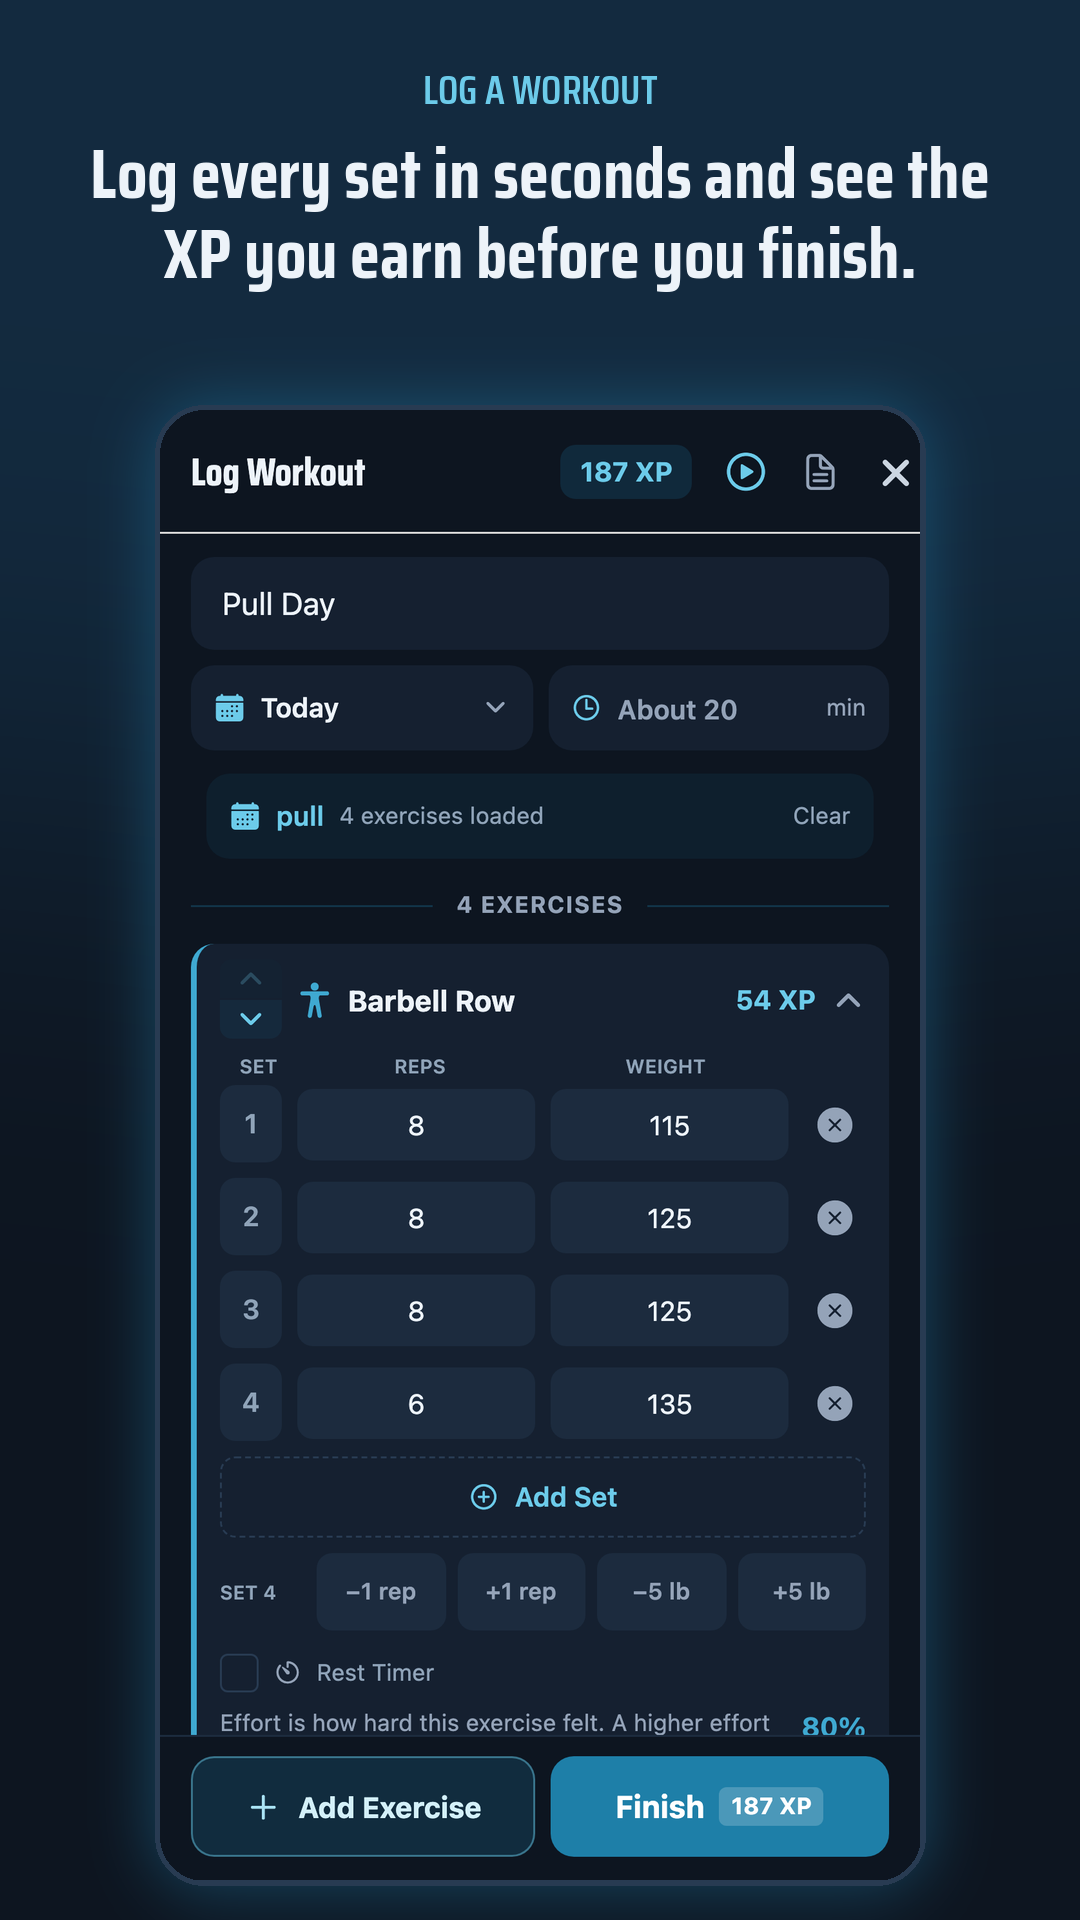 LOG A WORKOUT
Log every set in seconds and see the
XP you earn before you finish.
Log Workout
187 XP
Pull Day
Today
About 20 min
pull 4 exercises loaded Clear
4 EXERCISES
Barbell Row 54 XP
SET REPS WEIGHT
1 8 115
2 8 125
3 8 125
4 6 135
Add Set
SET 4 −1 rep +1 rep −5 lb +5 lb
Rest Timer
Effort is how hard this exercise felt. A higher effort 80%
Add Exercise
Finish 187 XP